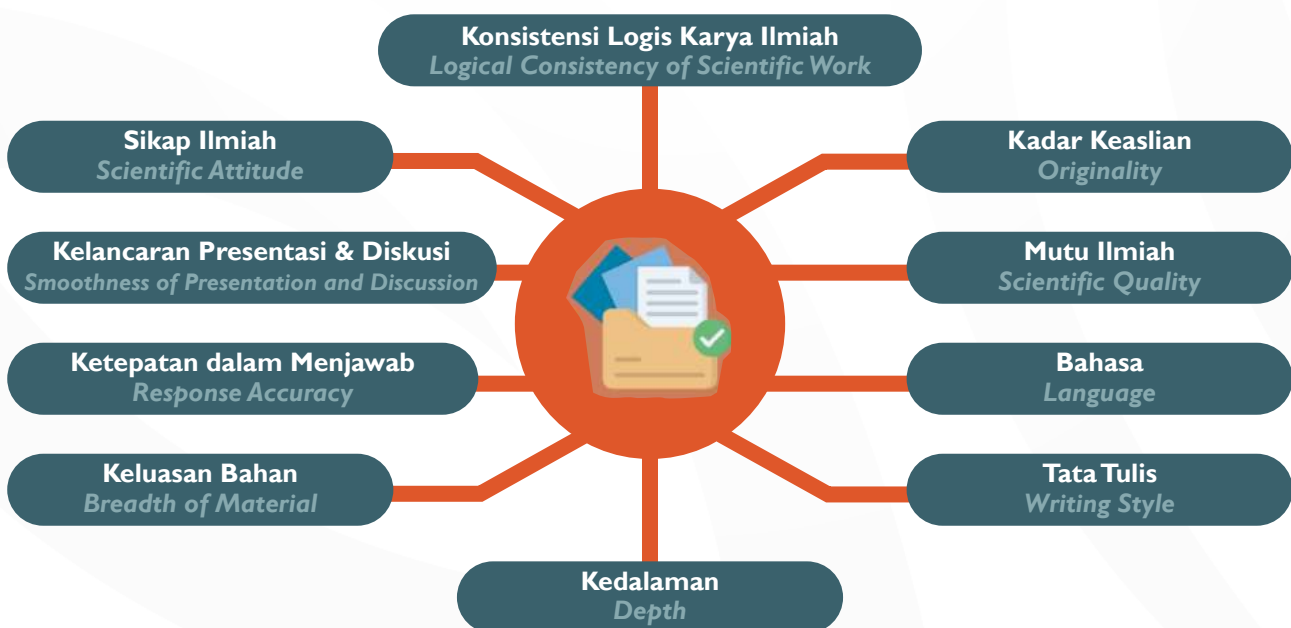 Konsistensi Logis Karya Ilmiah
Logical Consistency of Scientific Work
Sikap Ilmiah
Scientific Attitude
Kadar Keaslian
Originality
Kelancaran Presentasi & Diskusi
Smoothness of Presentation and Discussion
Mutu Ilmiah
Scientific Quality
Ketepatan dalam Menjawab
Response Accuracy
Bahasa
Language
Keluasan Bahan
Breadth of Material
Tata Tulis
Writing Style
Kedalaman
Depth